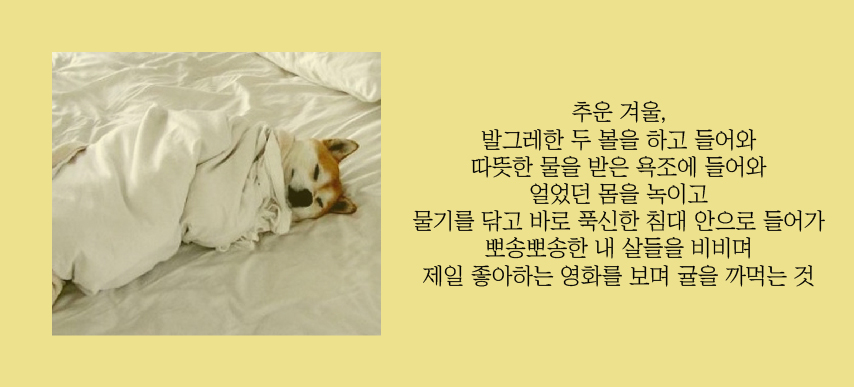 추운 겨울,
발그레한 두 볼을 하고 들어와
따뜻한 물을 받은 욕조에 들어와
얼었던 몸을 녹이고
물기를 닦고 바로 푹신한 침대 안으로 들어가
뽀송뽀송한 내 살들을 비비며
제일 좋아하는 영화를 보며 귤을 까먹는 것